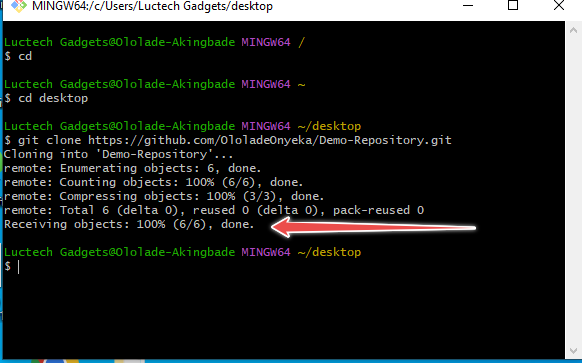 MINGW64:/c/Users/Luctech Gadgets/desktop
Luctech Gadgets@Ololade-Akingbade MINGW64 /
$ cd
Luctech Gadgets@Ololade-Akingbade MINGW64 ~
$ cd desktop
Luctech Gadgets@Ololade-Akingbade MINGW64 ~/desktop
$ git clone https://github.com/OloladeOnyeka/Demo-Repository.git
Cloning into 'Demo-Repository'...
remote: Enumerating objects: 6, done.
remote: Counting objects: 100% (6/6), done.
remote: Compressing objects: 100% (3/3), done.
remote: Total 6 (delta 0), reused 0 (delta 0), pack-reused 0
Receiving objects: 100% (6/6), done.
Luctech Gadgets@Ololade-Akingbade MINGW64 ~/desktop
$